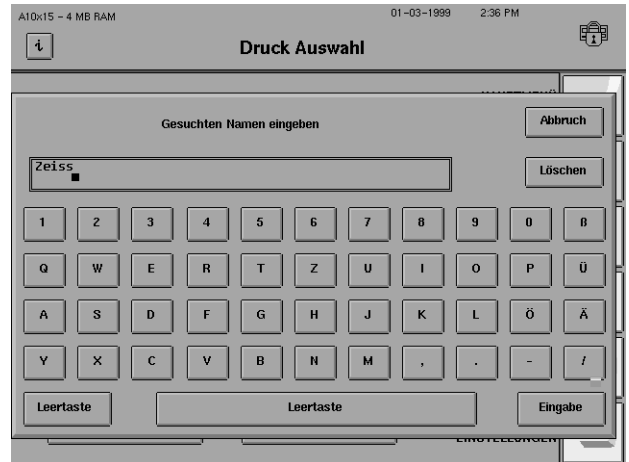 A10x15 – 4 MB RAM
01-03-1999 2:36 PM
i
Druck Auswahl
Gesuchten Namen eingeben
Abbruch
Zeiss
Löschen
1 2 3 4 5 6 7 8 9 0 ß
Q W E R T Z U I O P Ü
A S D F G H J K L Ö Ä
Y X C V B N M , . - /
Leertaste Leertaste Eingabe